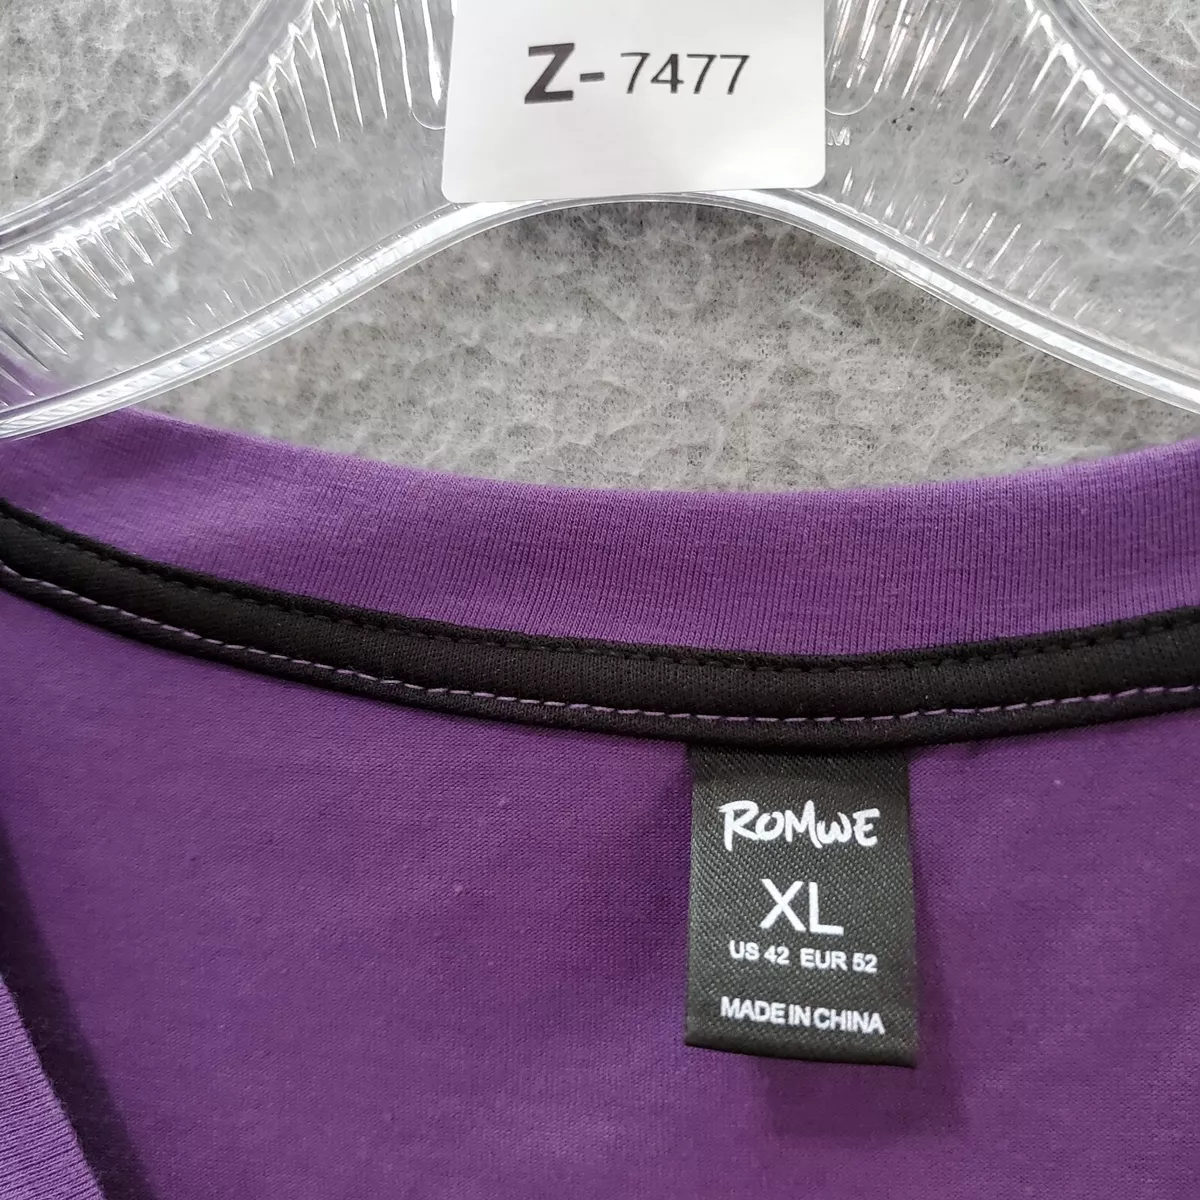 Z-7477
M
ROMWE
XL
US 42 EUR 52
MADE IN CHINA